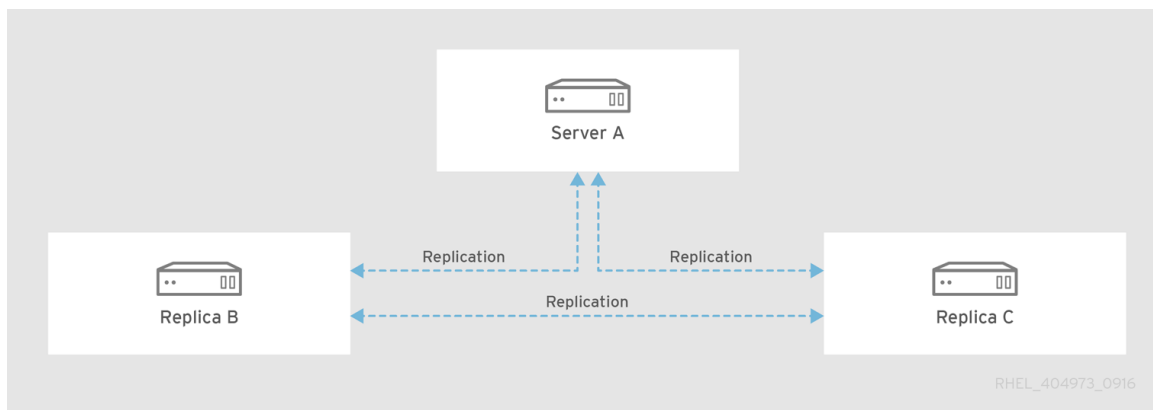 Server A
Replication
Replication
Replication
Replica B
Replica C
RHEL_404973_0916